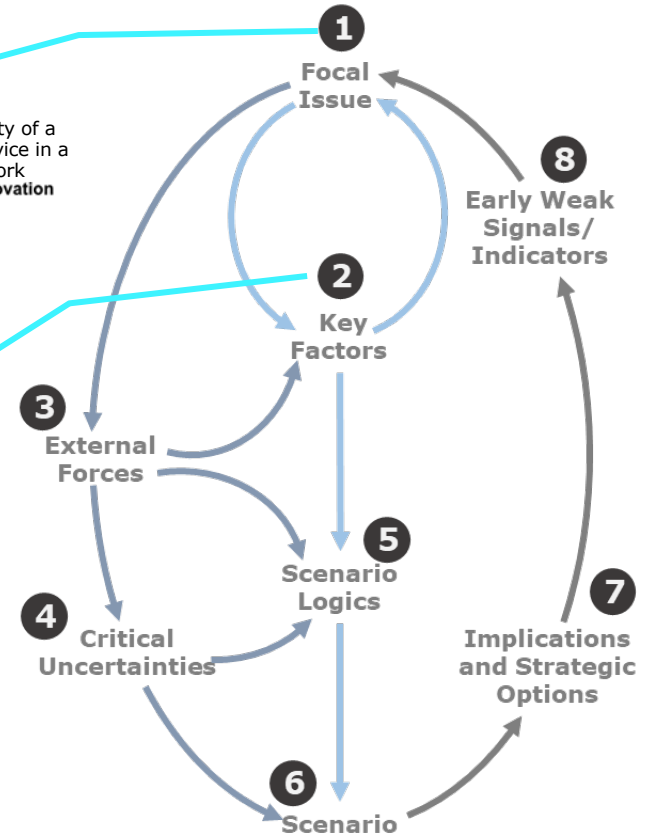 1
Focal
Issue
ty of a
vice in a
ork
ovation
8
Early Weak
Signals/
Indicators
2
Key
Factors
3
External
Forces
5
Scenario
Logics
4
Critical
Uncertainties
7
Implications
and Strategic
Options
6
Scenario